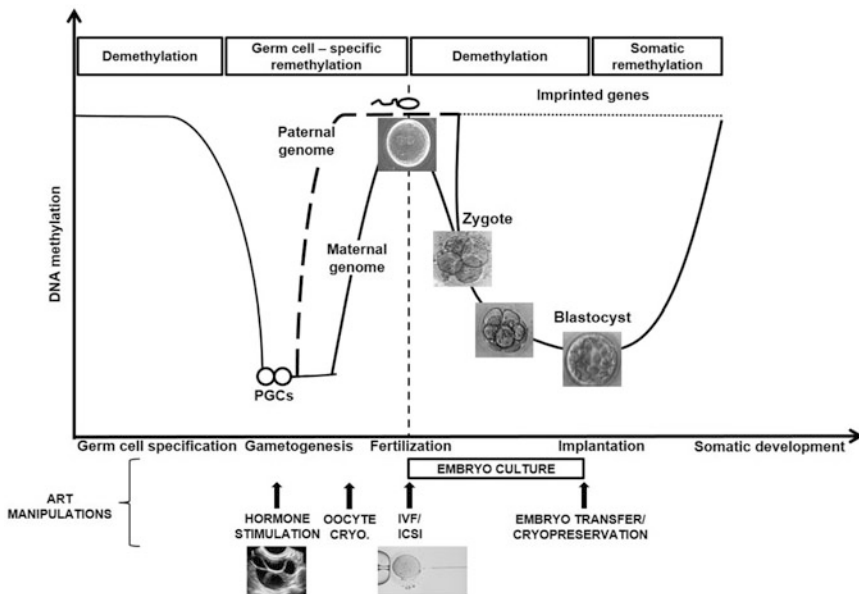 Demethylation
Germ cell – specific
remethylation
Demethylation
Somatic
remethylation
Imprinted genes
Paternal
genome
Maternal
genome
Zygote
Blastocyst
PGCs
DNA methylation
Germ cell specification
Gametogenesis
Fertilization
Implantation
Somatic development
EMBRYO CULTURE
ART
MANIPULATIONS
HORMONE
STIMULATION
OOCYTE
CRYO.
IVF/
ICSI
EMBRYO TRANSFER/
CRYOPRESERVATION